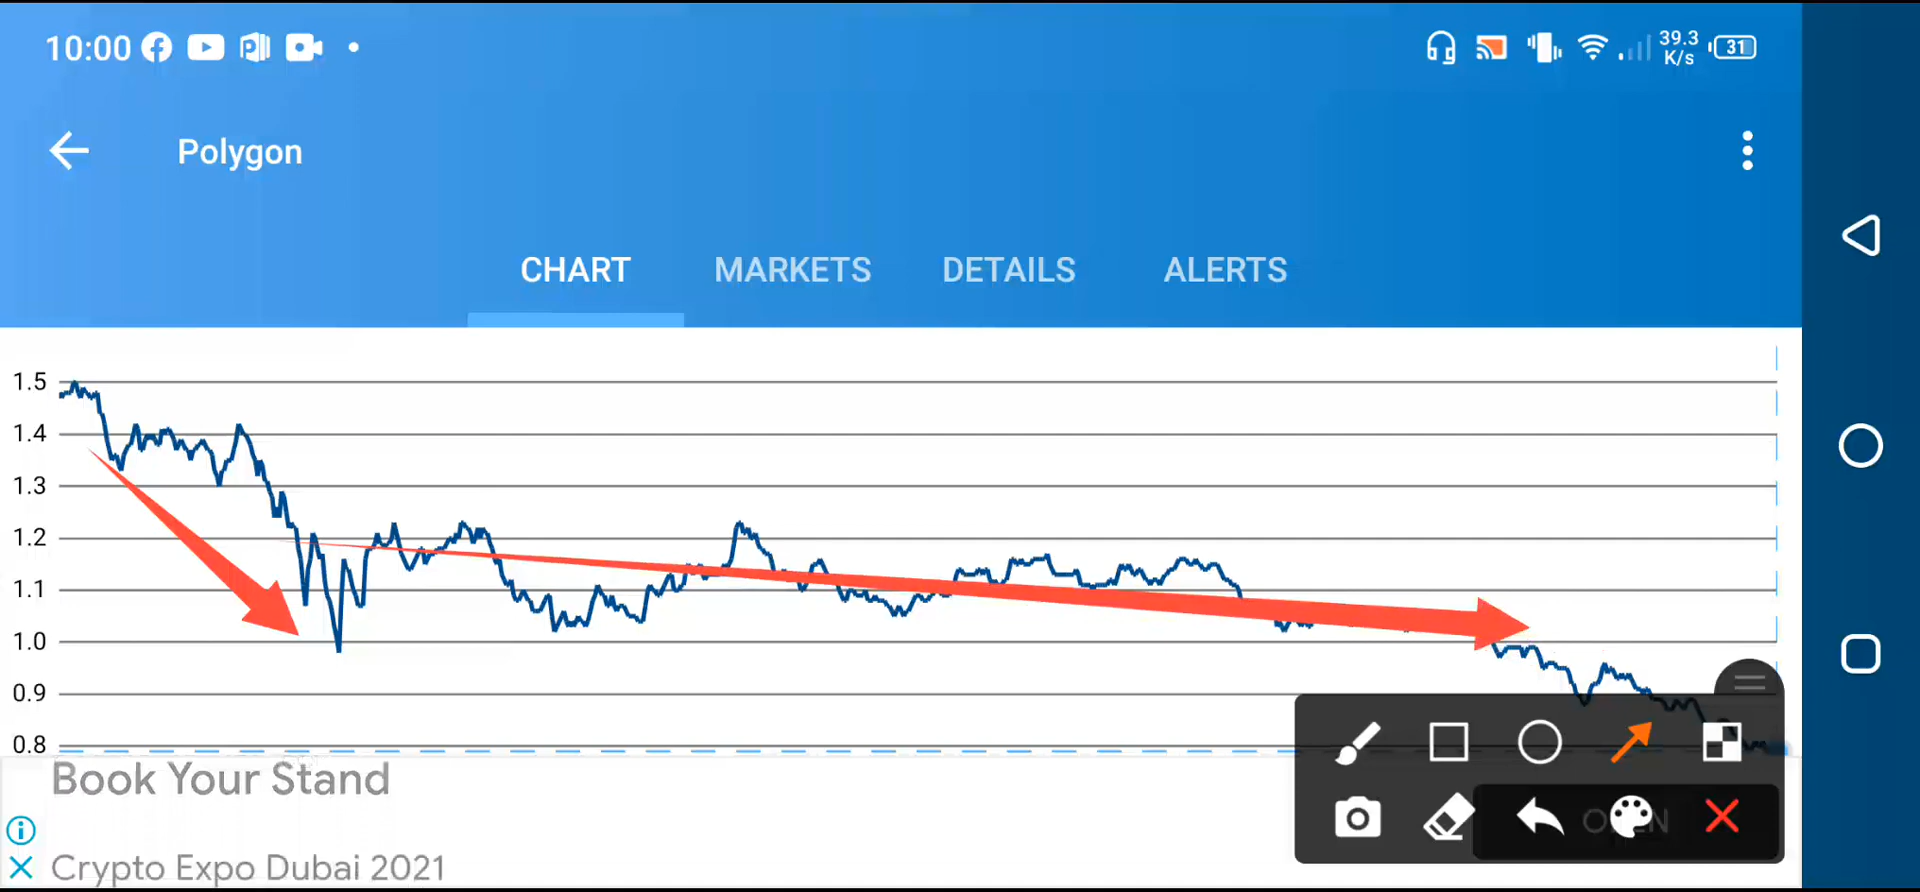 10:00
39.3
K/s
31
Polygon
CHART MARKETS DETAILS ALERTS
1.5
1.4
1.3
1.2
1.1
1.0
0.9
0.8
Book Your Stand
Crypto Expo Dubai 2021